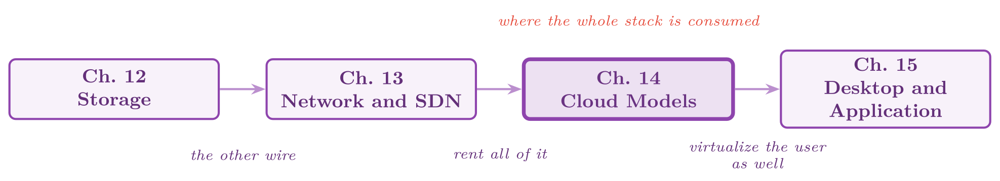 where the whole stack is consumed
Ch. 12
Storage
Ch. 13
Network and SDN
Ch. 14
Cloud Models
Ch. 15
Desktop and
Application
the other wire
rent all of it
virtualize the user
as well